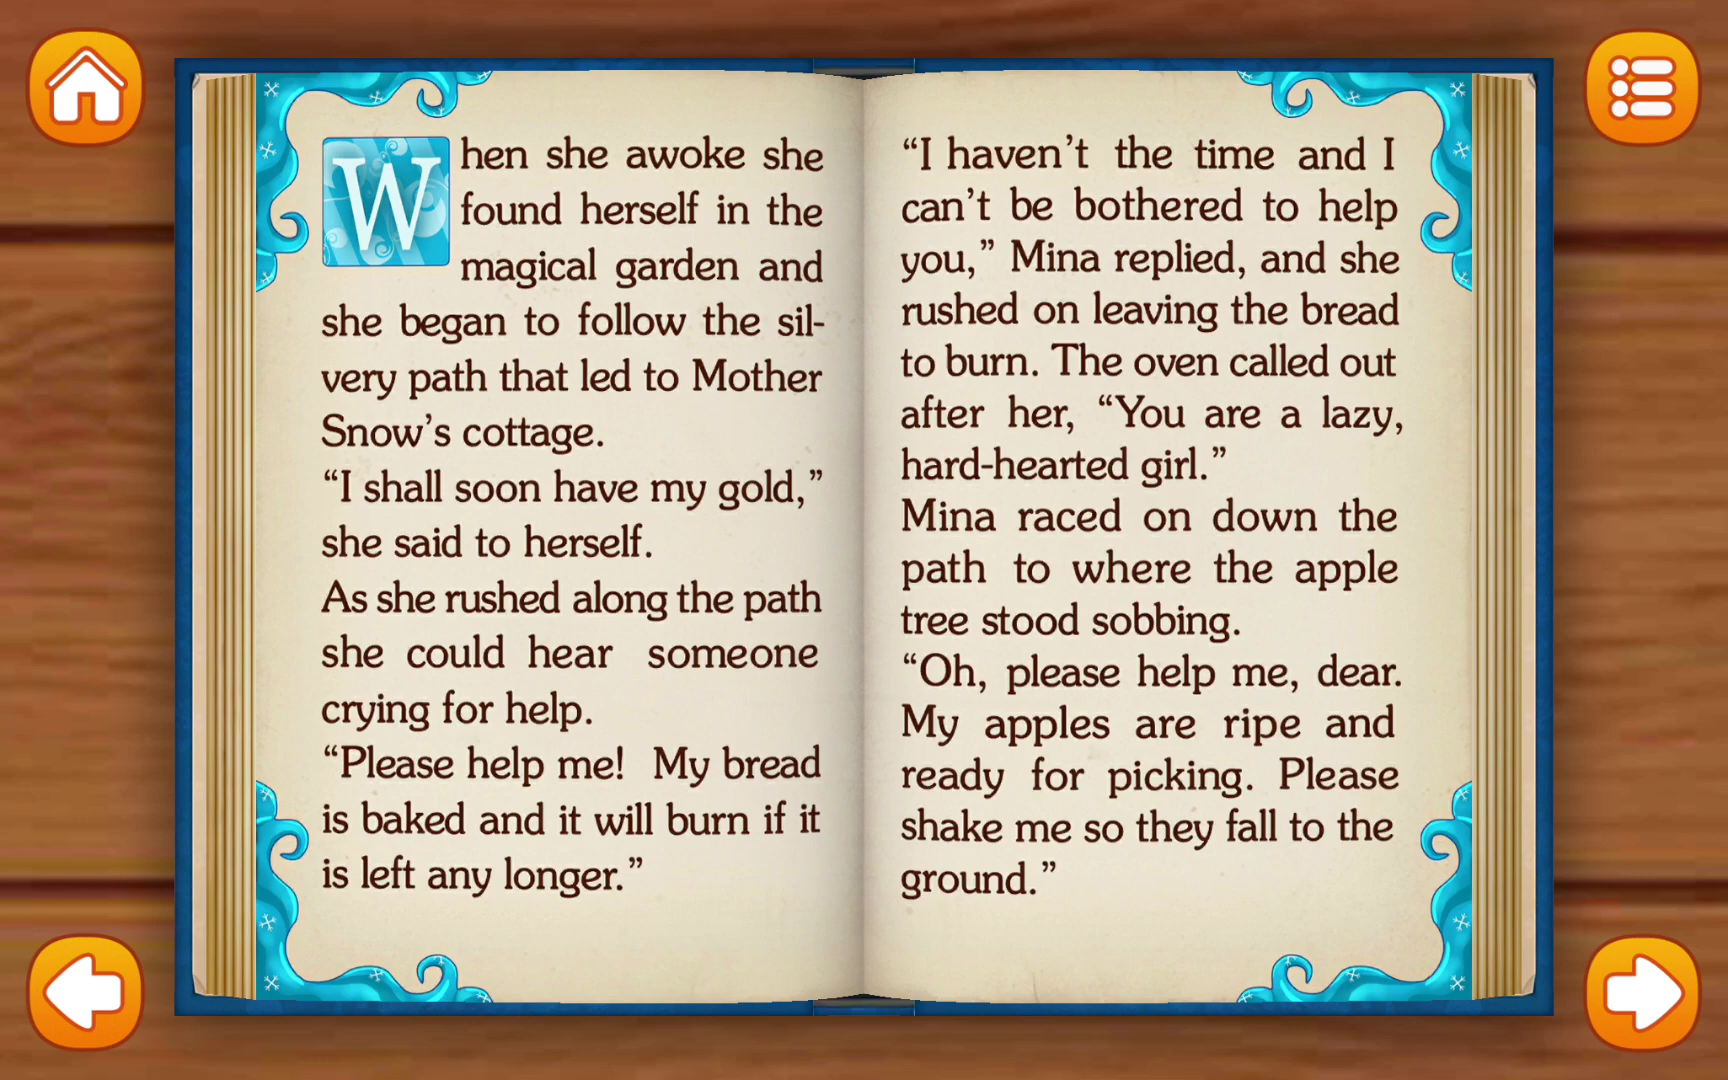 When she awoke she
found herself in the
magical garden and
she began to follow the sil-
very path that led to Mother
Snow’s cottage.
“I shall soon have my gold,”
she said to herself.
As she rushed along the path
she could hear someone
crying for help.
“Please help me! My bread
is baked and it will burn if it
is left any longer.”
“I haven’t the time and I
can’t be bothered to help
you,” Mina replied, and she
rushed on leaving the bread
to burn. The oven called out
after her, “You are a lazy,
hard-hearted girl.”
Mina raced on down the
path to where the apple
tree stood sobbing.
“Oh, please help me, dear.
My apples are ripe and
ready for picking. Please
shake me so they fall to the
ground.”